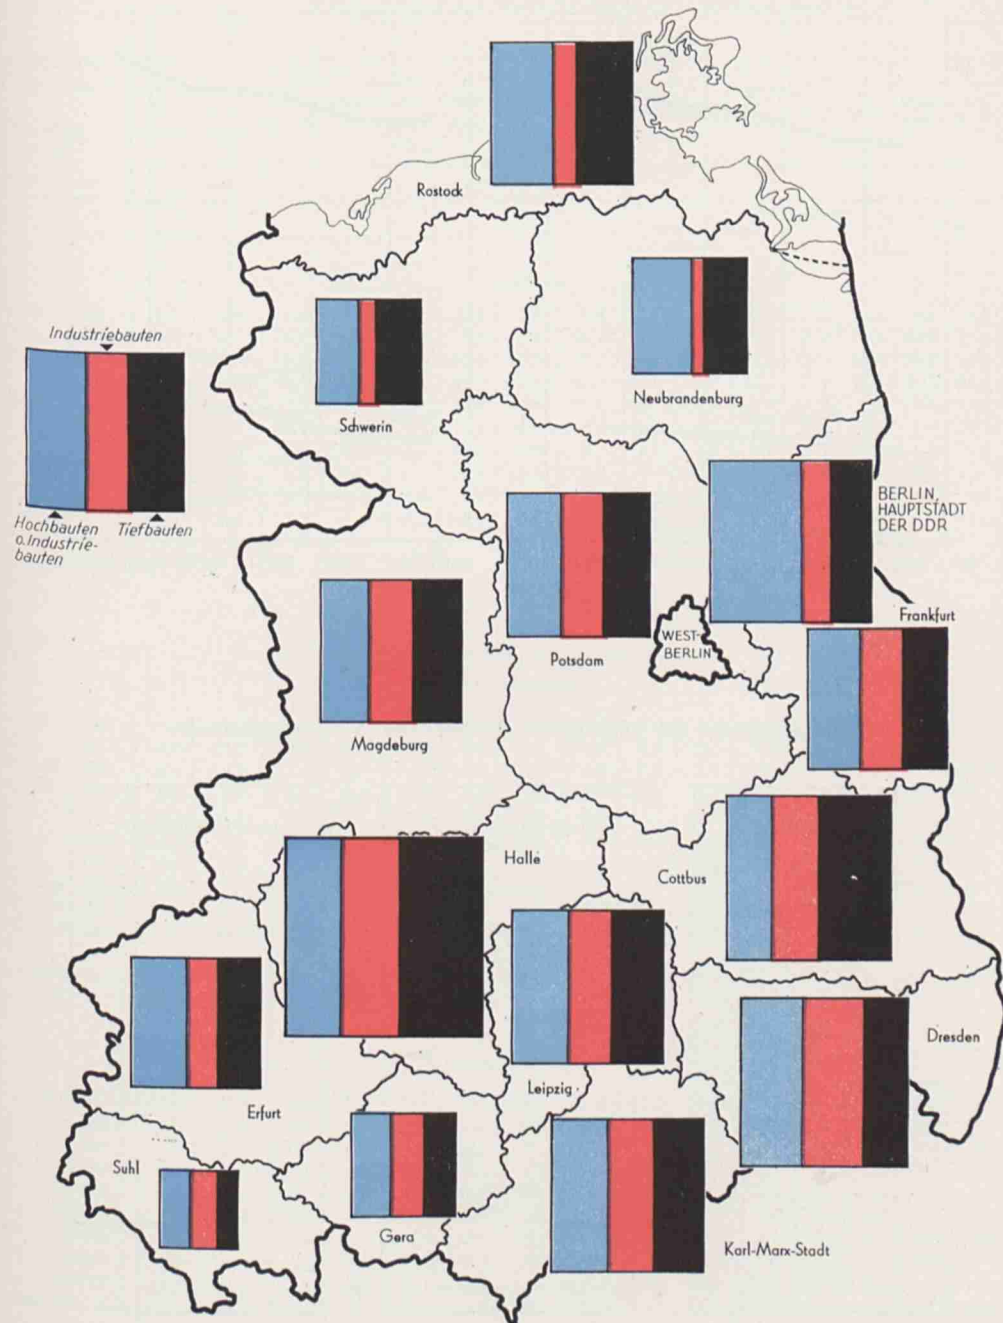 Rostock
Industriebauten
Schwerin
Neubrandenburg
Hochbauten
o. Industrie-
bauten
Tiefbauten
BERLIN,
HAUPTSTADT
DER DDR
Potsdam
WEST-
BERLIN
Frankfurt
Magdeburg
Halle
Cottbus
Dresden
Leipzig
Erfurt
Suhl
Gera
Karl-Marx-Stadt